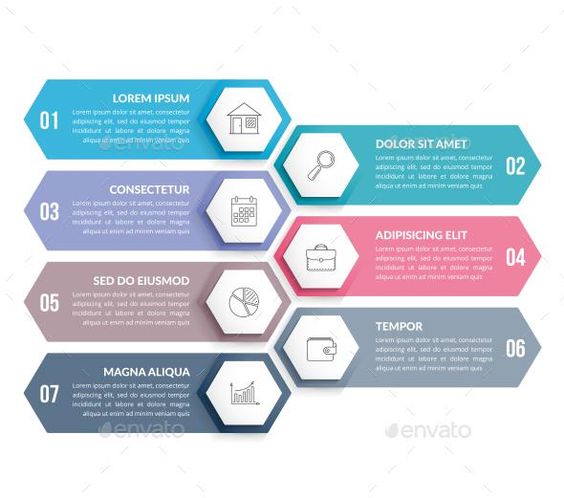 01
LOREM IPSUM
Lorem ipsum dolor sit amet, consectetur
adipiscing elit, sed do eiusmod tempor
incididunt ut labore et dolore magna
aliqua ut enim ad minim veniam quis
DOLOR SIT AMET
Lorem ipsum dolor sit amet, consectetur
adipiscing elit, sed do eiusmod tempor
incididunt ut labore et dolore magna
aliqua ut enim ad minim veniam quis
02
03
CONSECTETUR
Lorem ipsum dolor sit amet, consectetur
adipiscing elit, sed do eiusmod tempor
incididunt ut labore et dolore magna
aliqua ut enim ad minim veniam quis
ADIPISCING ELIT
Lorem ipsum dolor sit amet, consectetur
adipiscing elit, sed do eiusmod tempor
incididunt ut labore et dolore magna
aliqua ut enim ad minim veniam quis
04
05
SED DO EIUSMOD
Lorem ipsum dolor sit amet, consectetur
adipiscing elit, sed do eiusmod tempor
incididunt ut labore et dolore magna
aliqua ut enim ad minim veniam quis
TEMPOR
Lorem ipsum dolor sit amet, consectetur
adipiscing elit, sed do eiusmod tempor
incididunt ut labore et dolore magna
aliqua ut enim ad minim veniam quis
06
07
MAGNA ALIQUA
Lorem ipsum dolor sit amet, consectetur
adipiscing elit, sed do eiusmod tempor
incididunt ut labore et dolore magna
aliqua ut enim ad minim veniam quis
envato
envato
envato
envato